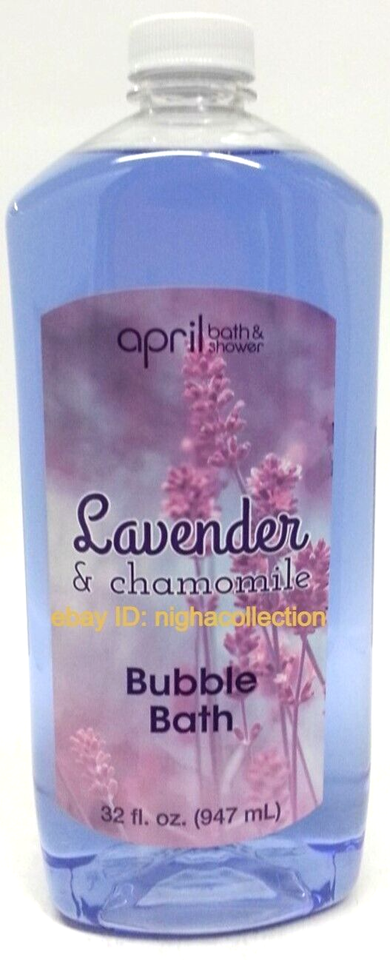 april bath & shower
Lavender
& chamomile
ebay ID: nighacollection
Bubble
Bath
32 fl. oz. (947 mL)